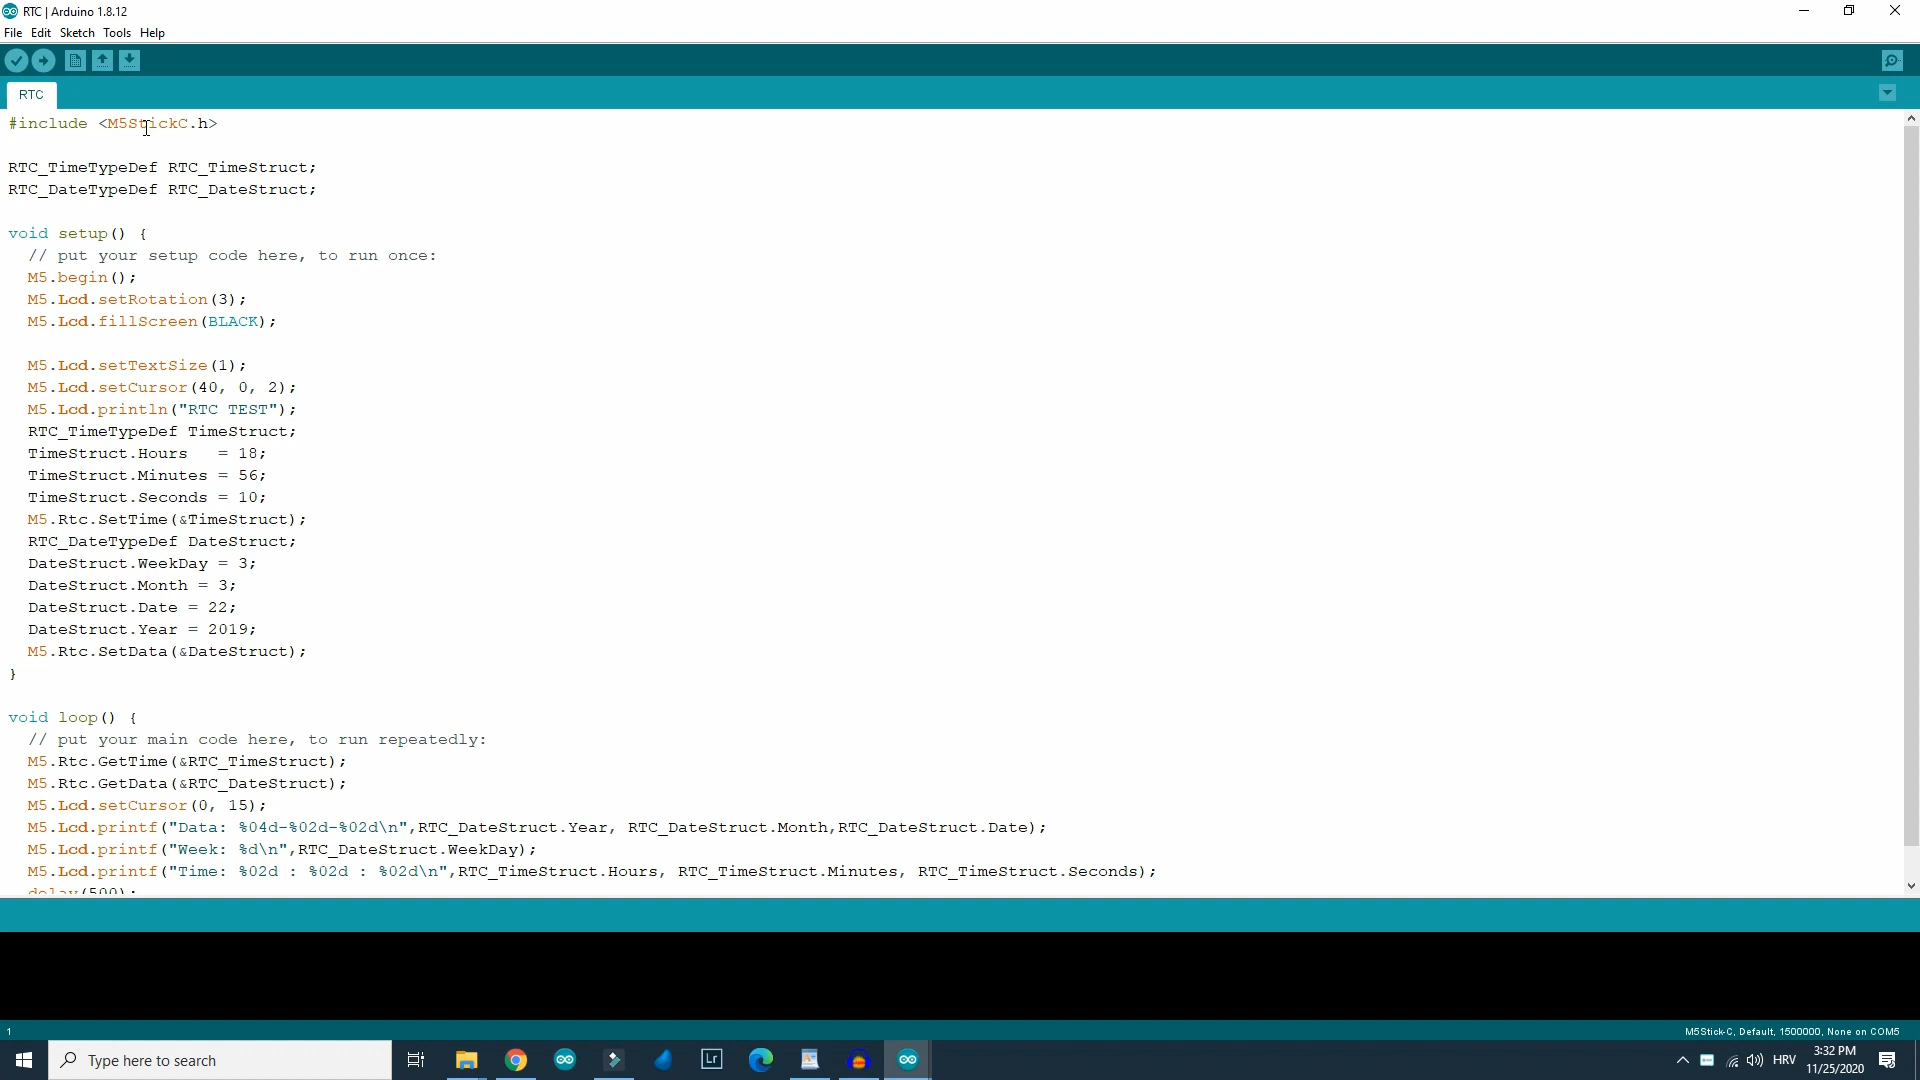 RTC | Arduino 1.8.12
File Edit Sketch Tools Help
RTC
#include <M5StickC.h>
RTC_TimeTypeDef RTC_TimeStruct;
RTC_DateTypeDef RTC_DateStruct;
void setup() {
  // put your setup code here, to run once:
  M5.begin();
  M5.Lcd.setRotation(3);
  M5.Lcd.fillScreen(BLACK);
  M5.Lcd.setTextSize(1);
  M5.Lcd.setCursor(40, 0, 2);
  M5.Lcd.println("RTC TEST");
  RTC_TimeTypeDef TimeStruct;
  TimeStruct.Hours   = 18;
  TimeStruct.Minutes = 56;
  TimeStruct.Seconds = 10;
  M5.Rtc.SetTime(&TimeStruct);
  RTC_DateTypeDef DateStruct;
  DateStruct.WeekDay = 3;
  DateStruct.Month = 3;
  DateStruct.Date = 22;
  DateStruct.Year = 2019;
  M5.Rtc.SetData(&DateStruct);
}
void loop() {
  // put your main code here, to run repeatedly:
  M5.Rtc.GetTime(&RTC_TimeStruct);
  M5.Rtc.GetData(&RTC_DateStruct);
  M5.Lcd.setCursor(0, 15);
  M5.Lcd.printf("Data: %04d-%02d-%02d\n",RTC_DateStruct.Year, RTC_DateStruct.Month,RTC_DateStruct.Date);
  M5.Lcd.printf("Week: %d\n",RTC_DateStruct.WeekDay);
  M5.Lcd.printf("Time: %02d : %02d : %02d\n",RTC_TimeStruct.Hours, RTC_TimeStruct.Minutes, RTC_TimeStruct.Seconds);
  delay(500);
1 M5Stick-C, Default, 1500000, None on COM5
Type here to search
Lr
HRV
3:32 PM
11/25/2020